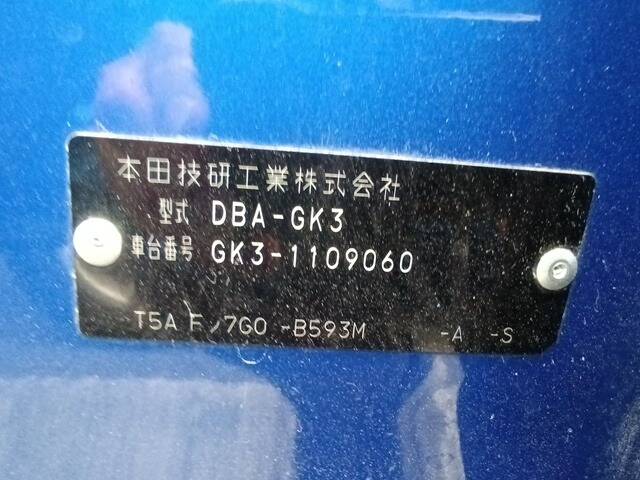 本田技研工業株式会社
型式 DBA-GK3
車台番号 GK3-1109060
T5A 7G0 -B593M -A -S